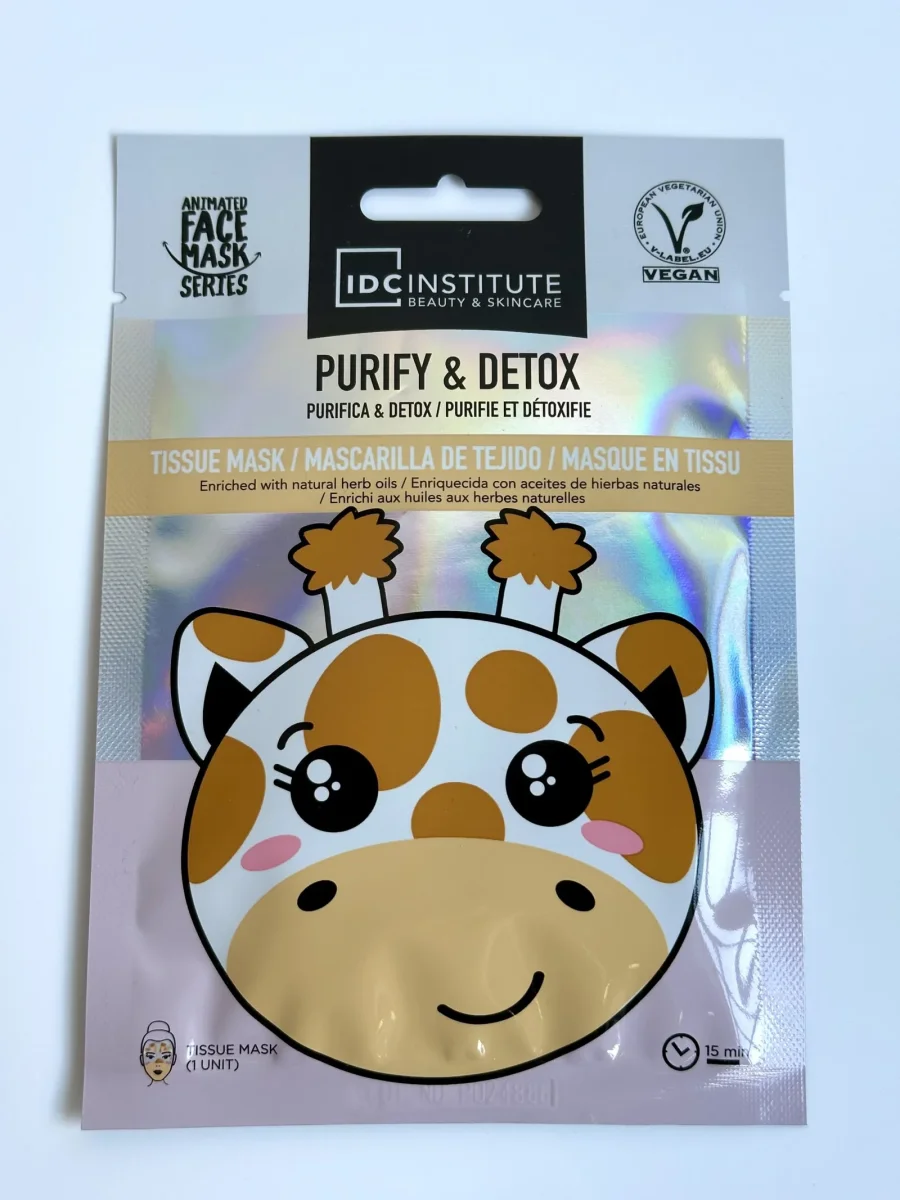 ANIMATED
FACE
MASK
SERIES
IDC INSTITUTE
BEAUTY & SKINCARE
EUROPEAN VEGETARIAN UNION
V-LABEL.EU
®
VEGAN
PURIFY & DETOX
PURIFICA & DETOX / PURIFIE ET DÉTOXIFIE
TISSUE MASK / MASCARILLA DE TEJIDO / MASQUE EN TISSU
Enriched with natural herb oils / Enriquecida con aceites de hierbas naturales
/ Enrichi aux huiles aux herbes naturelles
TISSUE MASK
(1 UNIT)
15 min